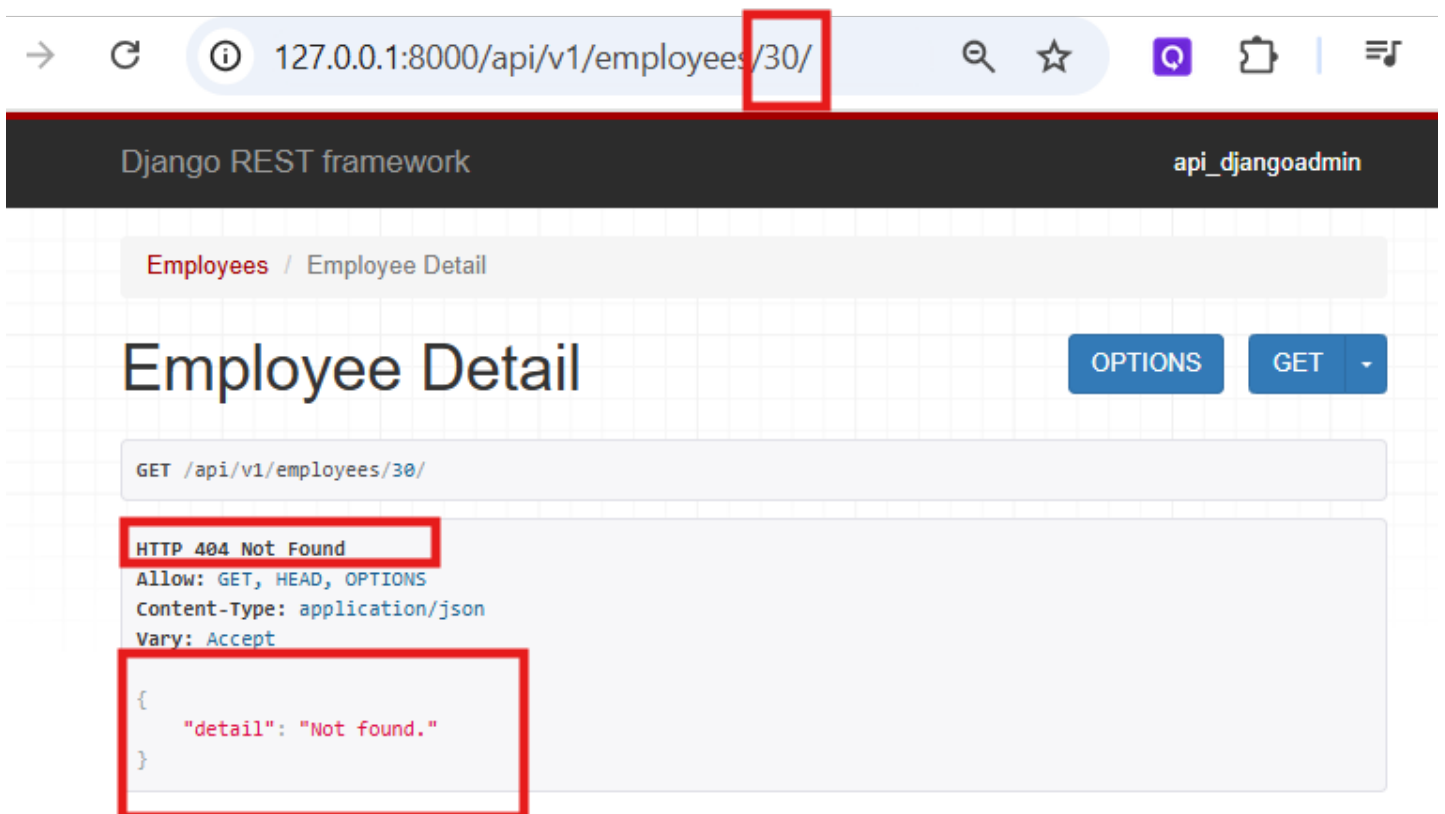 127.0.0.1:8000/api/v1/employees/30/
Django REST framework
api_djangoadmin
Employees / Employee Detail
Employee Detail
OPTIONS
GET
GET /api/v1/employees/30/
HTTP 404 Not Found
Allow: GET, HEAD, OPTIONS
Content-Type: application/json
Vary: Accept
{
"detail": "Not found."
}